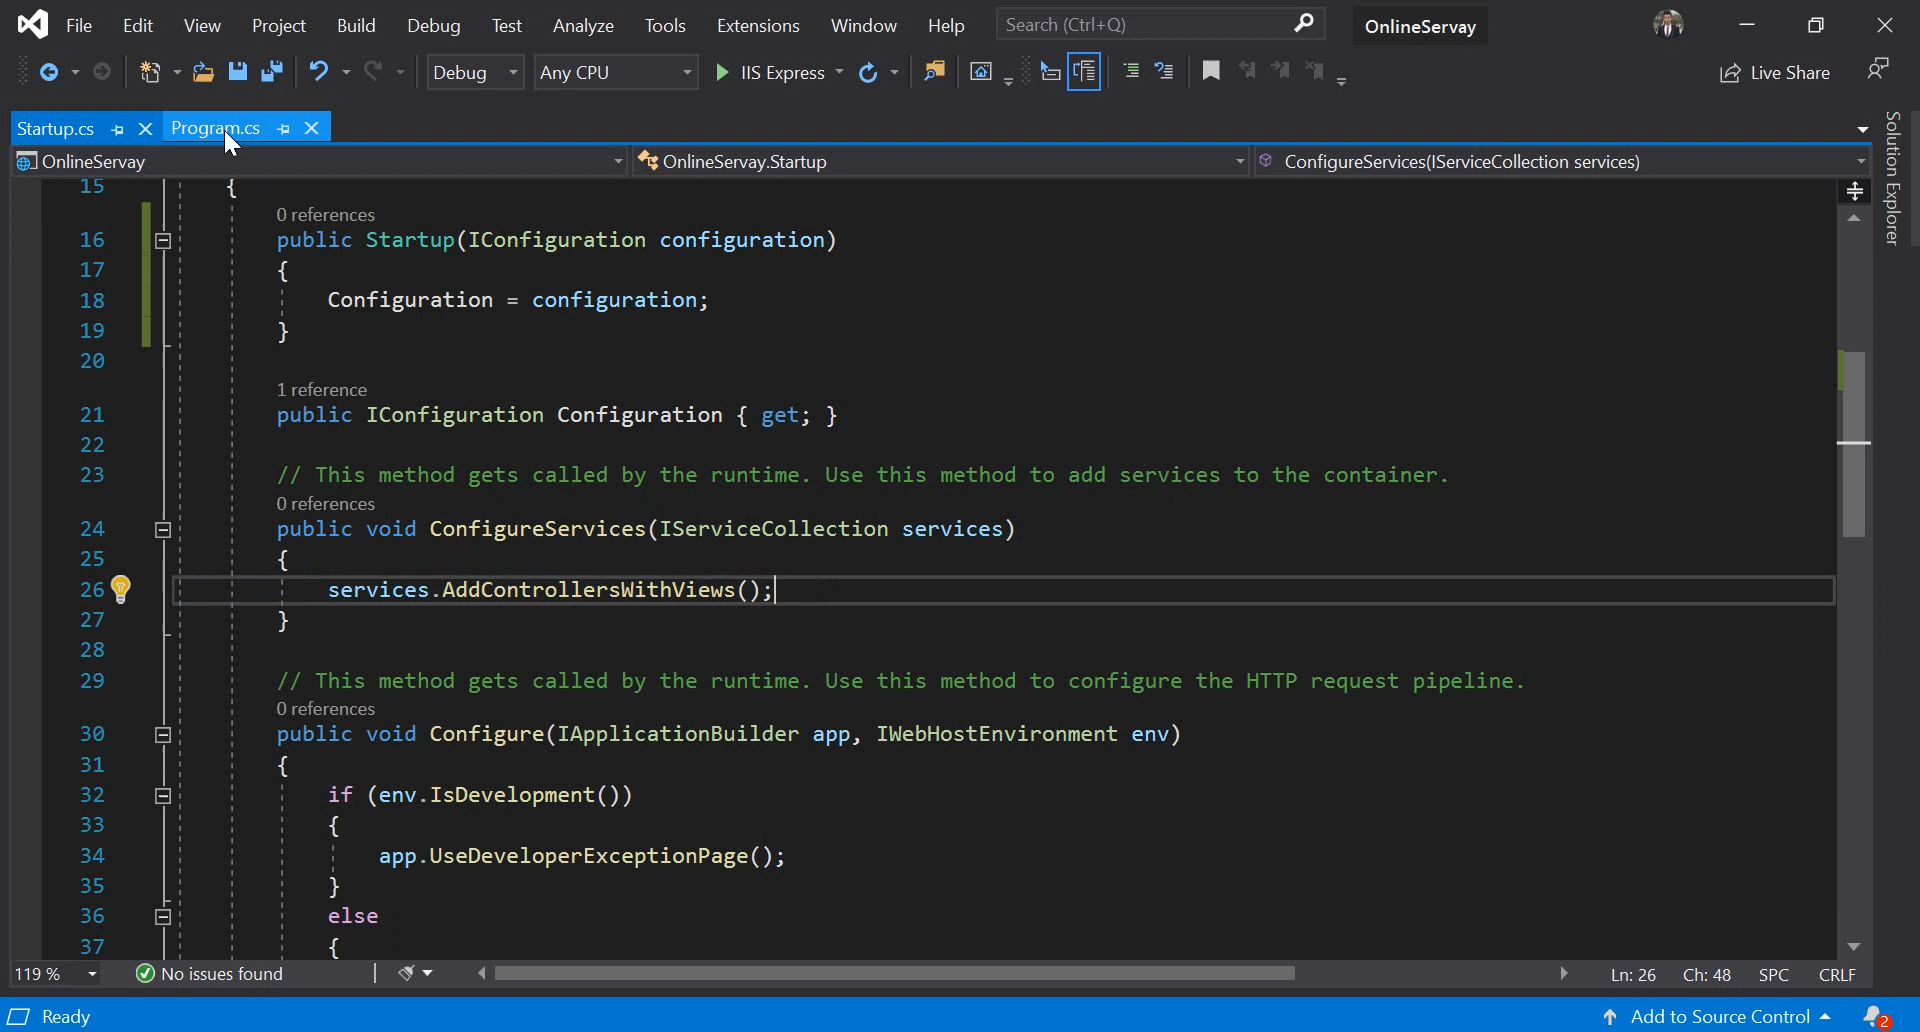 File Edit View Project Build Debug Test Analyze Tools Extensions Window Help Search (Ctrl+Q) OnlineServay
Debug Any CPU IIS Express Live Share
Startup.cs Program.cs
OnlineServay OnlineServay.Startup ConfigureServices(IServiceCollection services)
Solution Explorer
15 {
0 references
16 public Startup(IConfiguration configuration)
17 {
18 Configuration = configuration;
19 }
20
1 reference
21 public IConfiguration Configuration { get; }
22
23 // This method gets called by the runtime. Use this method to add services to the container.
0 references
24 public void ConfigureServices(IServiceCollection services)
25 {
26 services.AddControllersWithViews();
27 }
28
29 // This method gets called by the runtime. Use this method to configure the HTTP request pipeline.
0 references
30 public void Configure(IApplicationBuilder app, IWebHostEnvironment env)
31 {
32 if (env.IsDevelopment())
33 {
34 app.UseDeveloperExceptionPage();
35 }
36 else
37 {
119 % No issues found Ln: 26 Ch: 48 SPC CRLF
Ready Add to Source Control 2